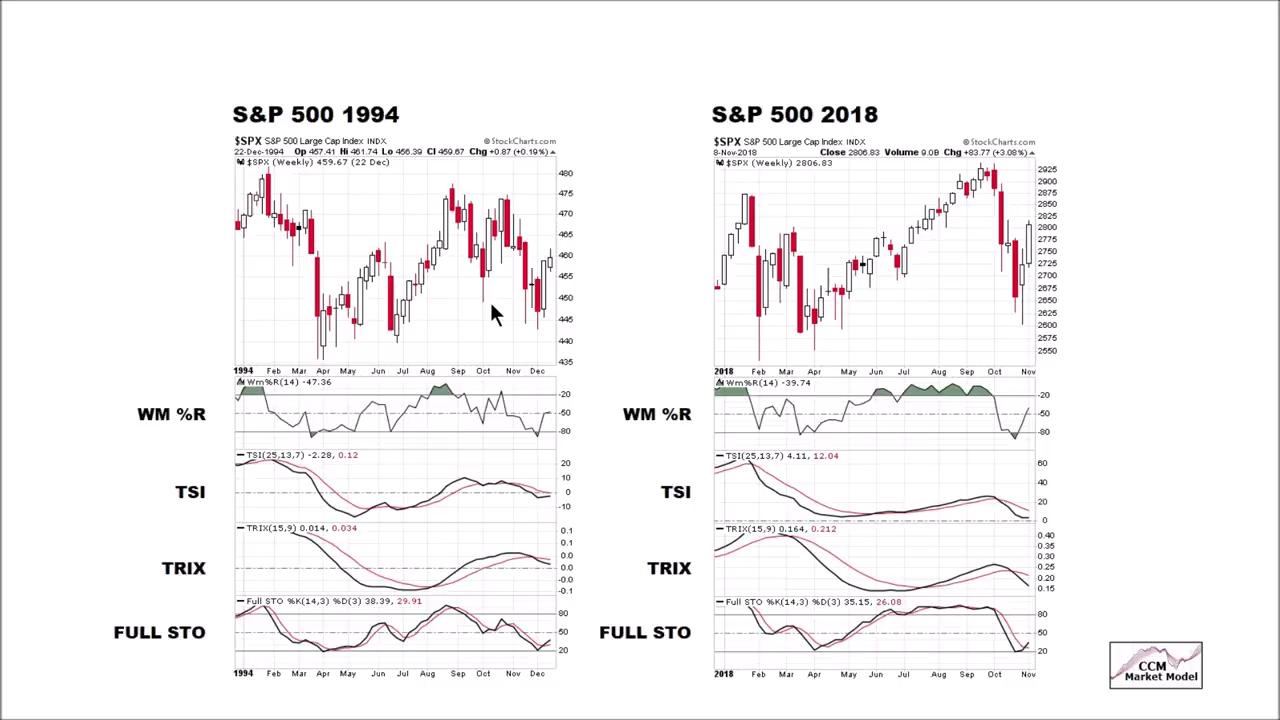 S&P 500 1994
$SPX S&P 500 Large Cap Index INDX ©StockCharts.com
22-Dec-1994 Op 457.41 Hi 461.74 Lo 456.39 Cl 459.67 Chg +0.87 (+0.19%)
$SPX (Weekly) 459.67 (22 Dec)
480
475
470
465
460
455
450
445
440
435
1994 Feb Mar Apr May Jun Jul Aug Sep Oct Nov Dec
WM %R
Wm%R(14) -47.36
-20
-50
-80
TSI
TSI(25,13,7) -2.28, 0.12
20
10
0
-10
TRIX
TRIX(15,9) 0.014, 0.034
0.1
0.1
0.0
0.0
-0.0
-0.1
FULL STO
Full STO %K(14,3) %D(3) 38.39, 29.91
80
50
20
1994 Feb Mar Apr May Jun Jul Aug Sep Oct Nov Dec
S&P 500 2018
$SPX S&P 500 Large Cap Index INDX ©StockCharts.com
8-Nov-2018 Close 2806.83 Volume 9.0B Chg +83.77 (+3.08%)
$SPX (Weekly) 2806.83
2925
2900
2875
2850
2825
2800
2775
2750
2725
2700
2675
2650
2625
2600
2550
2018 Feb Mar Apr May Jun Jul Aug Sep Oct Nov
WM %R
Wm%R(14) -39.74
-20
-50
-80
TSI
TSI(25,13,7) 4.11, 12.04
60
40
20
0
TRIX
TRIX(15,9) 0.164, 0.212
0.40
0.35
0.30
0.25
0.20
0.15
FULL STO
Full STO %K(14,3) %D(3) 35.15, 26.08
80
50
20
2018 Feb Mar Apr May Jun Jul Aug Sep Oct Nov
CCM
Market Model